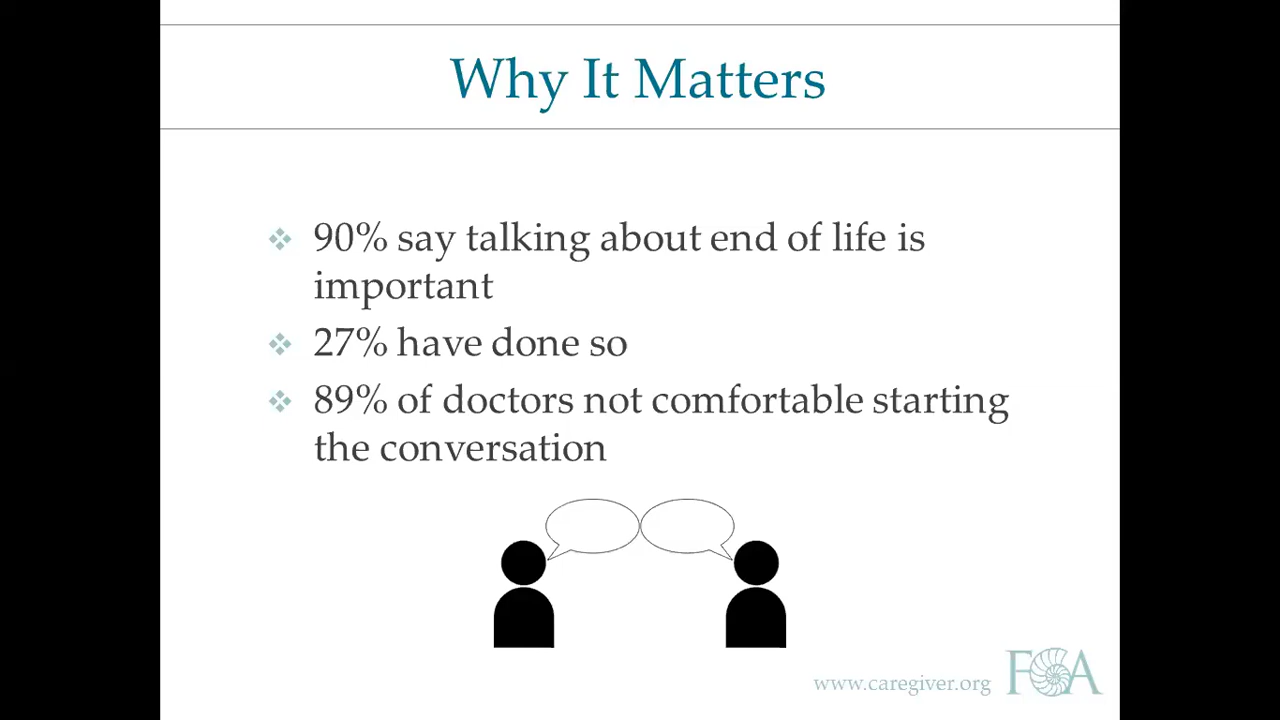 Why It Matters
90% say talking about end of life is
important
27% have done so
89% of doctors not comfortable starting
the conversation
www.caregiver.org FCA